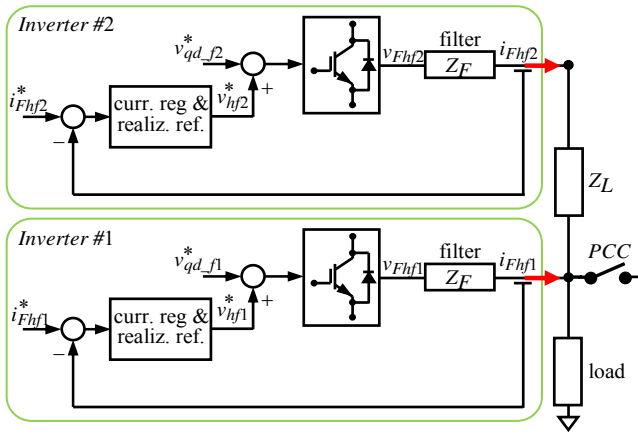 Inverter #2
v*qd_f2
filter
vFhf2
ZF
iFhf2
i*Fhf2
curr. reg &
realiz. ref.
v*hf2
+
−
ZL
Inverter #1
v*qd_f1
filter
vFhf1
ZF
iFhf1
PCC
i*Fhf1
curr. reg &
realiz. ref.
v*hf1
+
−
load